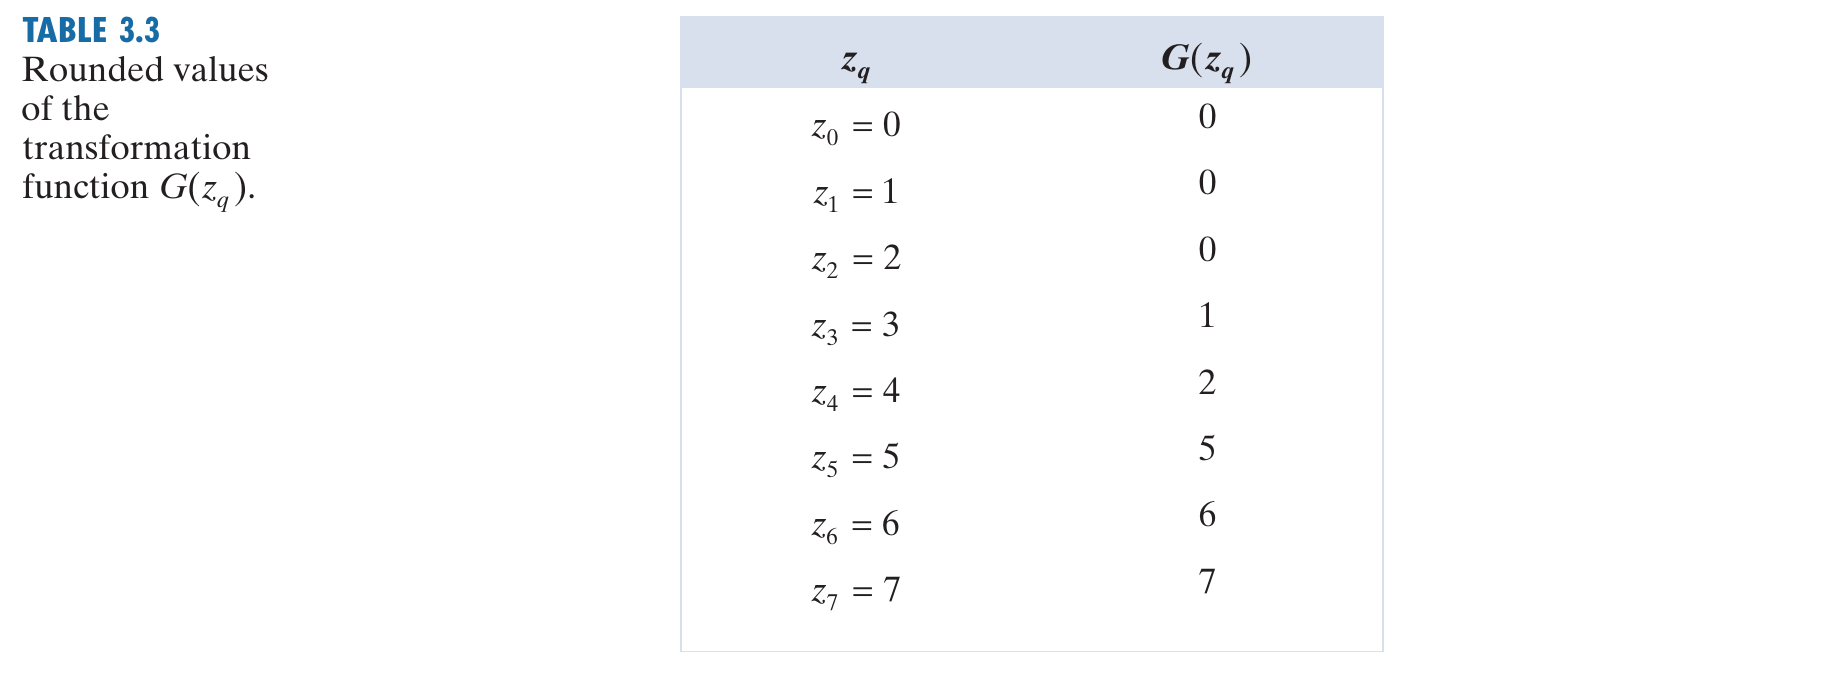 TABLE 3.3
Rounded values
of the
transformation
function G(z_q).
z_q G(z_q)
z_0 = 0 0
z_1 = 1 0
z_2 = 2 0
z_3 = 3 1
z_4 = 4 2
z_5 = 5 5
z_6 = 6 6
z_7 = 7 7